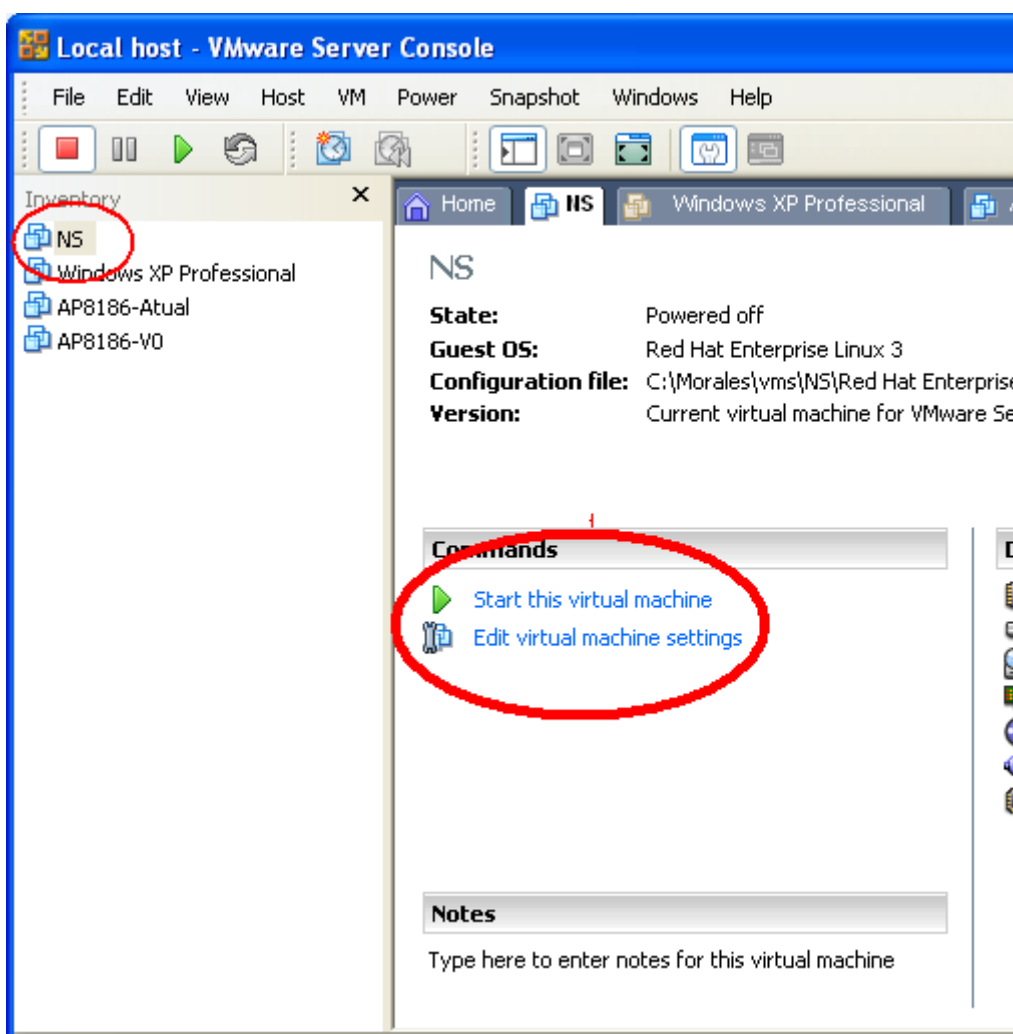 Local host - VMware Server Console
File Edit View Host VM Power Snapshot Windows Help
Inventory
NS
Windows XP Professional
AP8186-Atual
AP8186-V0
Home NS Windows XP Professional
NS
State: Powered off
Guest OS: Red Hat Enterprise Linux 3
Configuration file: C:\Morales\vms\NS\Red Hat Enterprise
Version: Current virtual machine for VMware Se
Commands
Start this virtual machine
Edit virtual machine settings
Notes
Type here to enter notes for this virtual machine